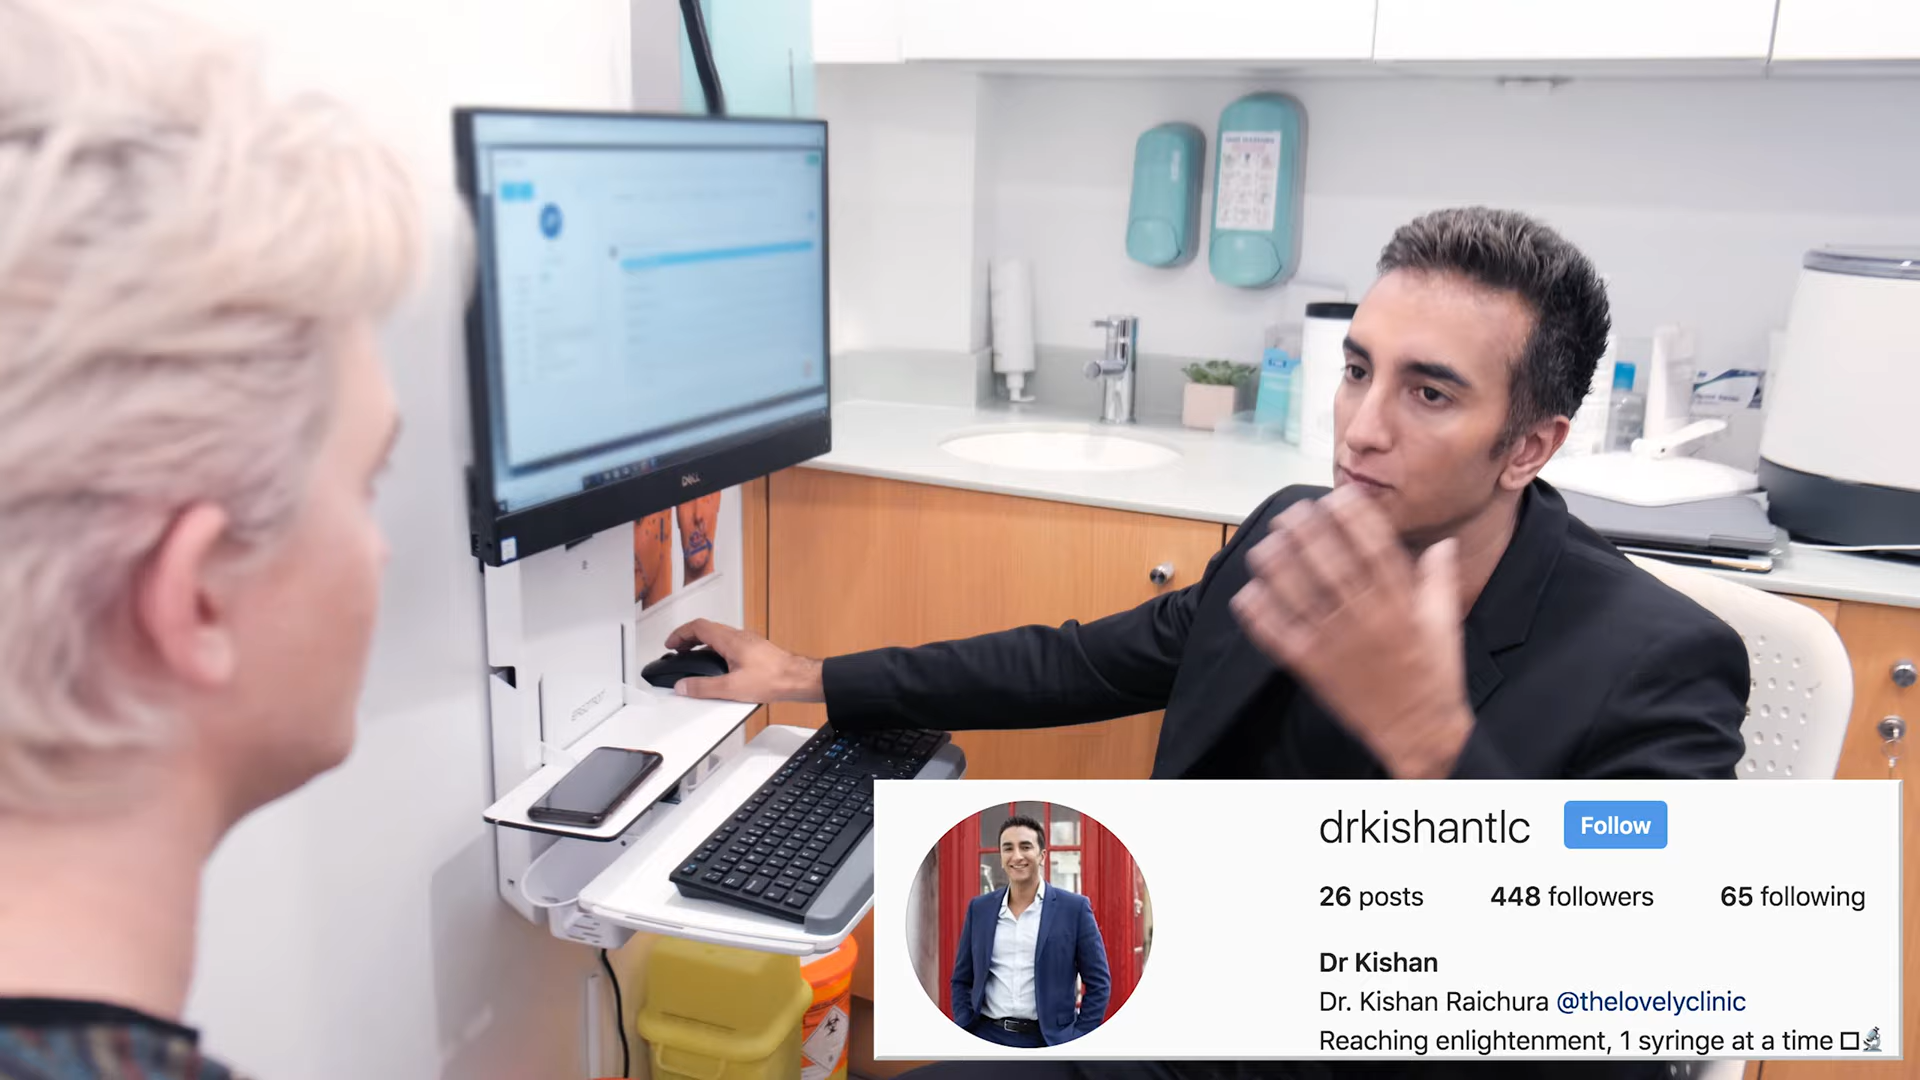 DELL
drkishantlc Follow
26 posts 448 followers 65 following
Dr Kishan
Dr. Kishan Raichura @thelovelyclinic
Reaching enlightenment, 1 syringe at a time